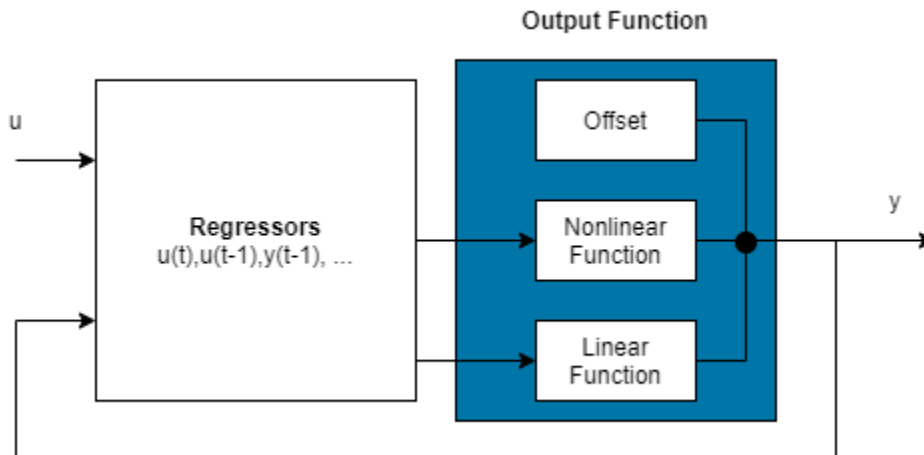 Output Function
u
Offset
Regressors
u(t),u(t-1),y(t-1), ...
Nonlinear
Function
y
Linear
Function